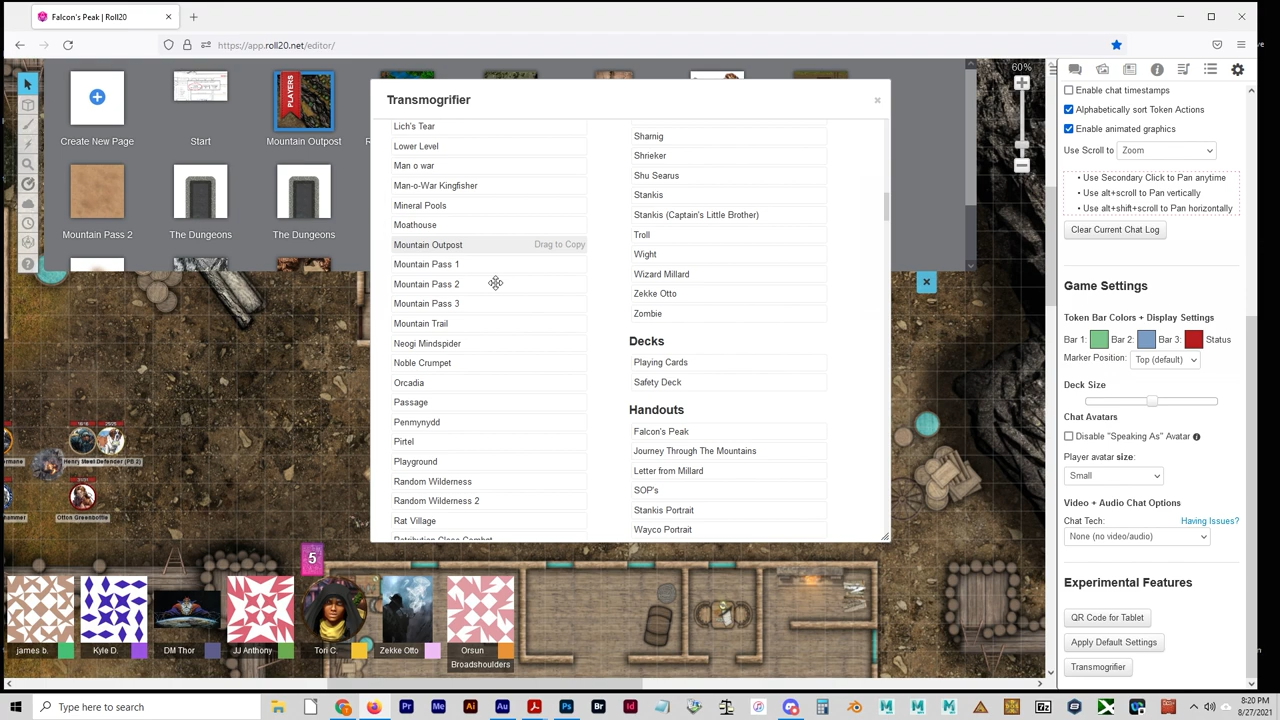 Falcon's Peak | Roll20
https://app.roll20.net/editor/
60%
Create New Page
Start
PLAYERS
Mountain Outpost
Mountain Pass 2
The Dungeons
The Dungeons
Transmogrifier
Lich's Tear
Lower Level
Man o war
Man-o-War Kingfisher
Mineral Pools
Moathouse
Mountain Outpost
Drag to Copy
Mountain Pass 1
Mountain Pass 2
Mountain Pass 3
Mountain Trail
Neogi Mindspider
Noble Crumpet
Orcadia
Passage
Penmynydd
Pirtel
Playground
Random Wilderness
Random Wilderness 2
Rat Village
Retribution Class Combat
Sharnig
Shrieker
Shu Searus
Stankis
Stankis (Captain's Little Brother)
Troll
Wight
Wizard Millard
Zekke Otto
Zombie
Decks
Playing Cards
Safety Deck
Handouts
Falcon's Peak
Journey Through The Mountains
Letter from Millard
SOP's
Stankis Portrait
Wayco Portrait
Enable chat timestamps
Alphabetically sort Token Actions
Enable animated graphics
Use Scroll to
Zoom
• Use Secondary Click to Pan anytime
• Use alt+scroll to Pan vertically
• Use alt+shift+scroll to Pan horizontally
Clear Current Chat Log
Game Settings
Token Bar Colors + Display Settings
Bar 1:
Bar 2:
Bar 3:
Status
Marker Position:
Top (default)
Deck Size
Chat Avatars
Disable "Speaking As" Avatar
Player avatar size:
Small
Video + Audio Chat Options
Chat Tech:
Having Issues?
None (no video/audio)
Experimental Features
QR Code for Tablet
Apply Default Settings
Transmogrifier
Henry Steel Defender (PB 2)
Otton Greenbottle
5
james b.
Kyle D.
DM Thor
JJ Anthony
Tori C.
Zekke Otto
Orsun
Broadshoulders
Type here to search
8:20 PM
8/27/2021